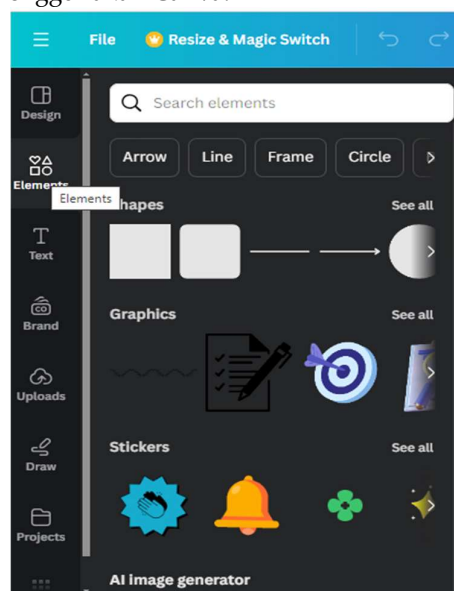 File Resize & Magic Switch
Design
Search elements
Elements
Arrow Line Frame Circle
Elements
Shapes See all
Text
Graphics See all
Brand
CO
Uploads
Stickers See all
Draw
Projects
AI image generator